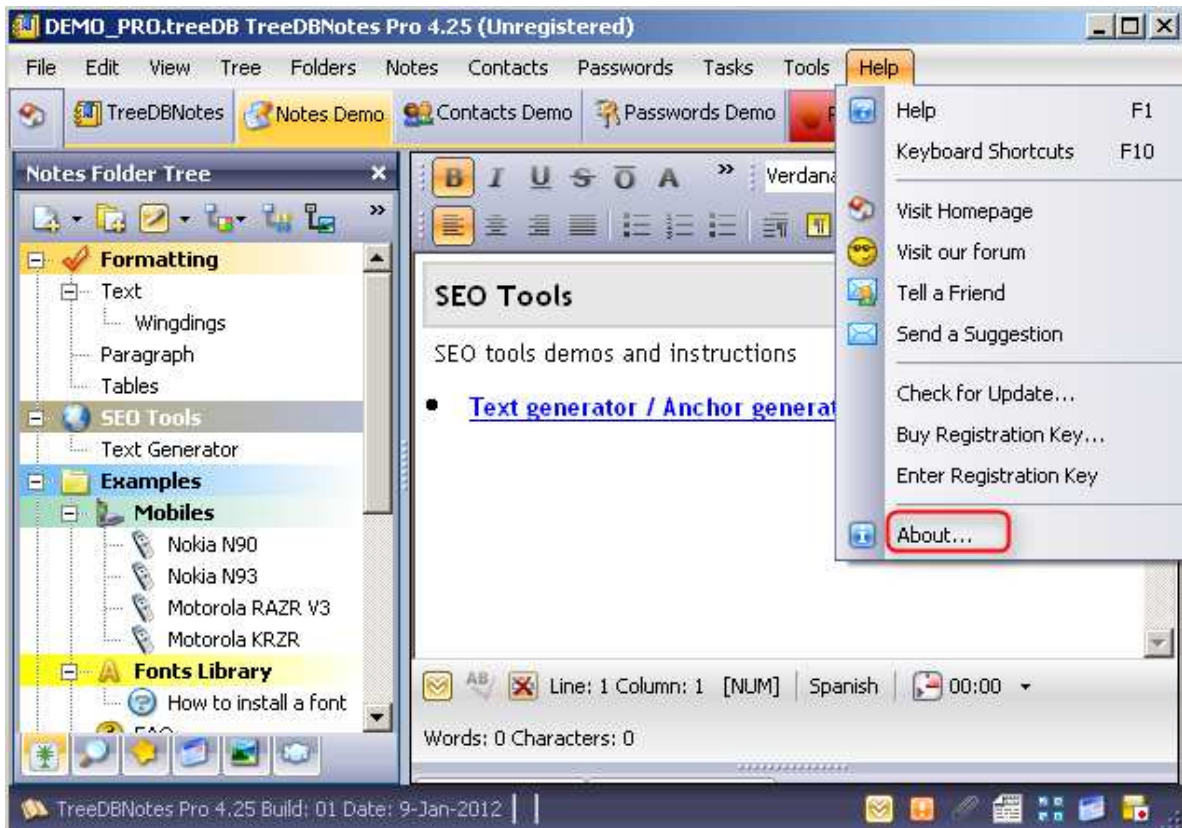 DEMO_PRO.treeDB TreeDBNotes Pro 4.25 (Unregistered)
File Edit View Tree Folders Notes Contacts Passwords Tasks Tools Help
TreeDBNotes Notes Demo Contacts Demo Passwords Demo
Help F1
Keyboard Shortcuts F10
Visit Homepage
Visit our forum
Tell a Friend
Send a Suggestion
Check for Update...
Buy Registration Key...
Enter Registration Key
About...
Notes Folder Tree
Formatting
Text
Wingdings
Paragraph
Tables
SEO Tools
Text Generator
Examples
Mobiles
Nokia N90
Nokia N93
Motorola RAZR V3
Motorola KRZR
Fonts Library
How to install a font
B I U S O A » Verdana
SEO Tools
SEO tools demos and instructions
• Text generator / Anchor generat
Line: 1 Column: 1 [NUM] Spanish 00:00
Words: 0 Characters: 0
TreeDBNotes Pro 4.25 Build: 01 Date: 9-Jan-2012